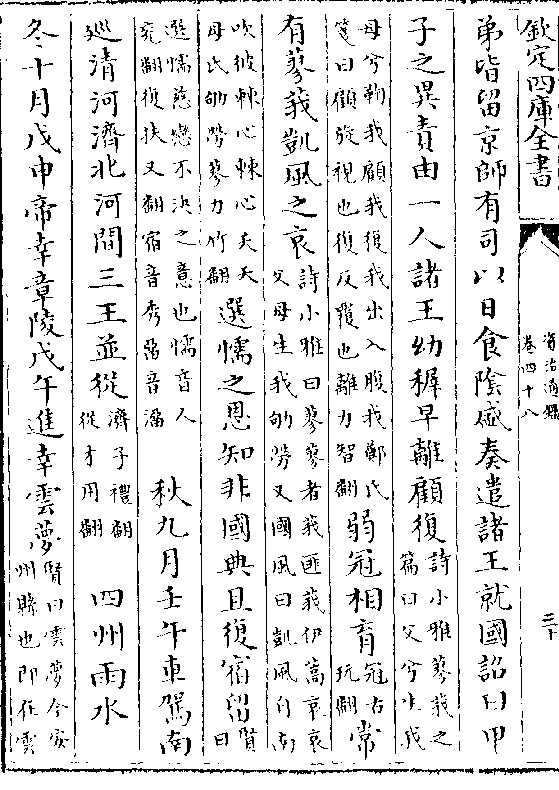 欽定四庫全書
資治通鑑
卷四十八
三十
弟皆留京師有司以日食隂盛奏遣諸王就國詔曰甲
子之異責由一人諸王幼穉早離顧復
詩小雅蓼莪之
篇曰父兮生我
母兮鞠我顧我復我出入腹我鄭氏
箋曰顧旋視也復反覆也離力智翻
弱冠相育
冠古
玩翻
常
有蓼莪凱風之哀
詩小雅曰蓼蓼者莪匪莪伊蒿哀哀
父母生我劬勞又國風曰凱風自南
吹彼棘心棘心夭夭
母氏劬勞蓼力竹翻
選懦之恩知非國典且復宿留
賢
曰
選懦慈戀不決之意也懦音人
兖翻復扶又翻宿音秀留音溜
秋九月壬午車駕南
廵清河濟北河間三王並從
濟子禮翻
從才用翻
四州雨水
冬十月戊申帝幸章陵戊午進幸雲夢
賢曰雲夢今安
州縣也即在雲